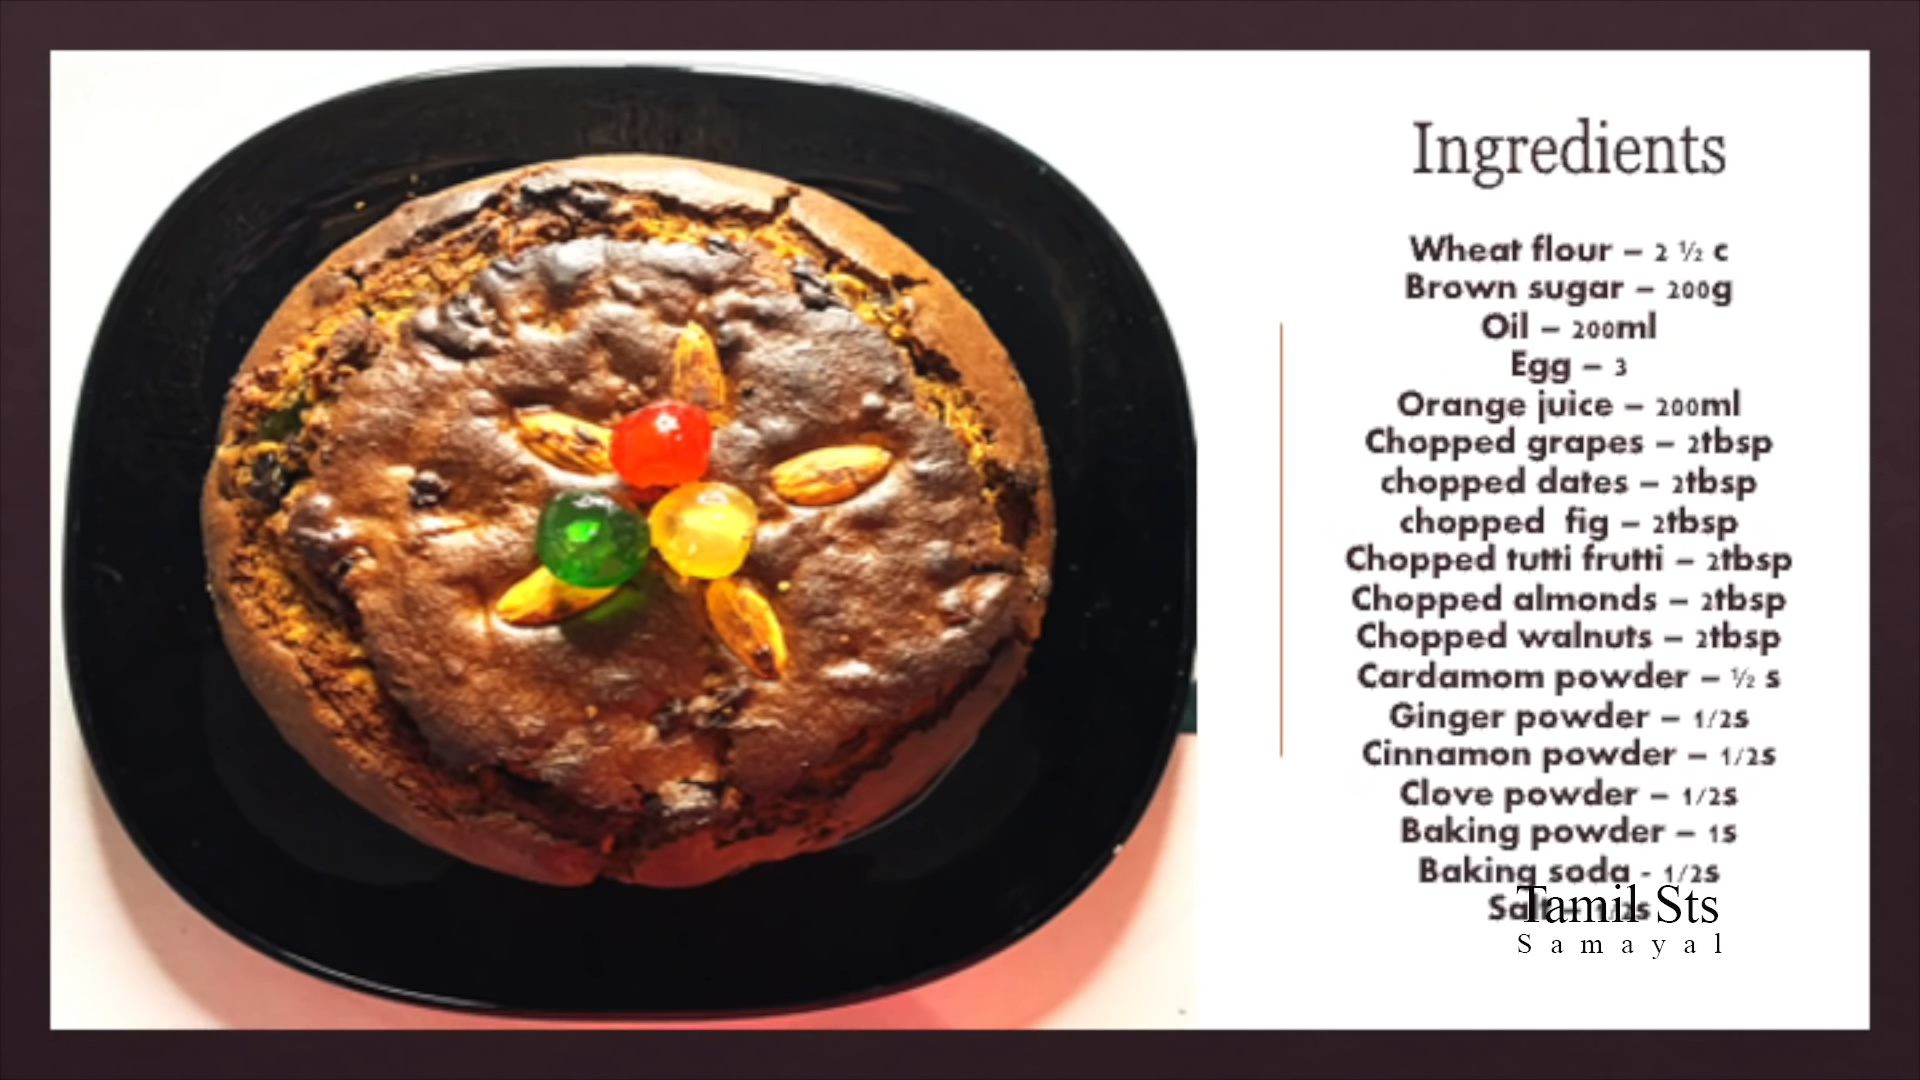 Ingredients
Wheat flour – 2 ½ c
Brown sugar – 200g
Oil – 200ml
Egg – 3
Orange juice – 200ml
Chopped grapes – 2tbsp
chopped dates – 2tbsp
chopped fig – 2tbsp
Chopped tutti frutti – 2tbsp
Chopped almonds – 2tbsp
Chopped walnuts – 2tbsp
Cardamom powder – ½ s
Ginger powder – 1/2s
Cinnamon powder – 1/2s
Clove powder – 1/2s
Baking powder – 1s
Baking soda - 1/2s
Salt – 1/2s
Tamil Sts
Samayal